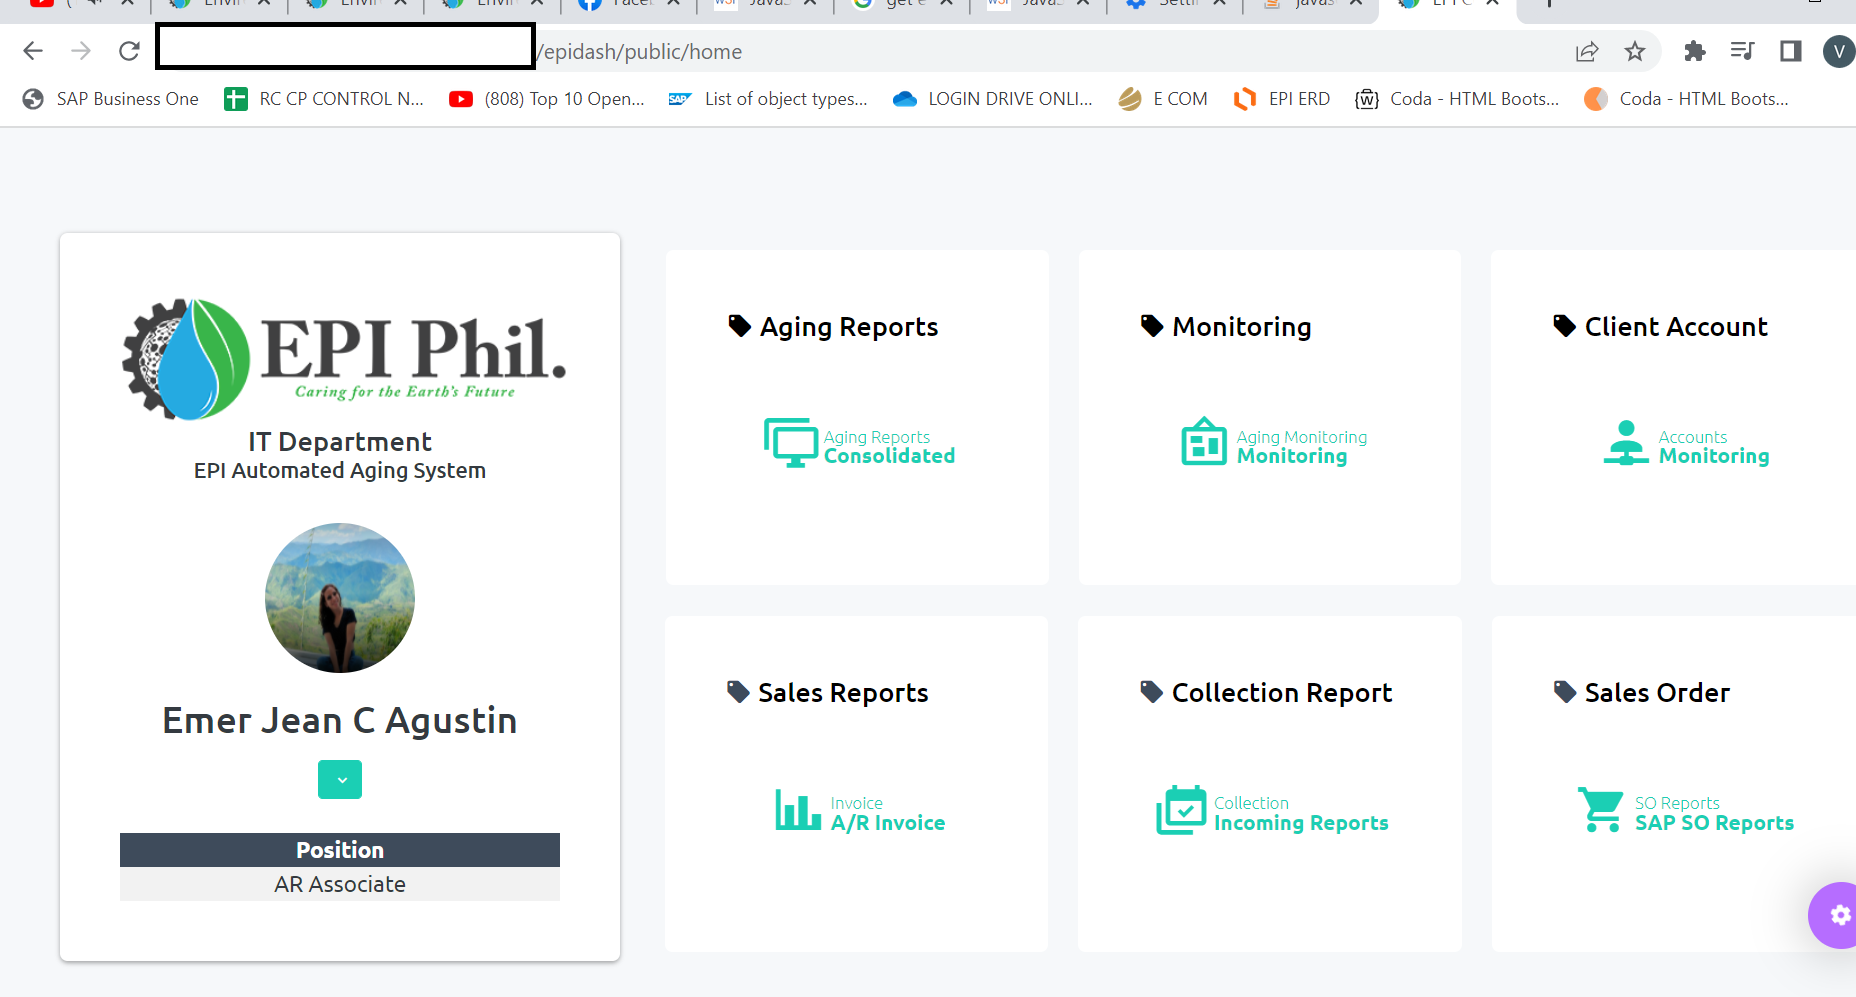 /epidash/public/home
SAP Business One
RC CP CONTROL N...
(808) Top 10 Open...
SAP
List of object types...
LOGIN DRIVE ONLI...
E COM
EPI ERD
Coda - HTML Boots...
Coda - HTML Boots...
V
EPI Phil.
Caring for the Earth's Future
IT Department
EPI Automated Aging System
Emer Jean C Agustin
Position
AR Associate
Aging Reports
Aging Reports
Consolidated
Monitoring
Aging Monitoring
Monitoring
Client Account
Accounts
Monitoring
Sales Reports
Invoice
A/R Invoice
Collection Report
Collection
Incoming Reports
Sales Order
SO Reports
SAP SO Reports